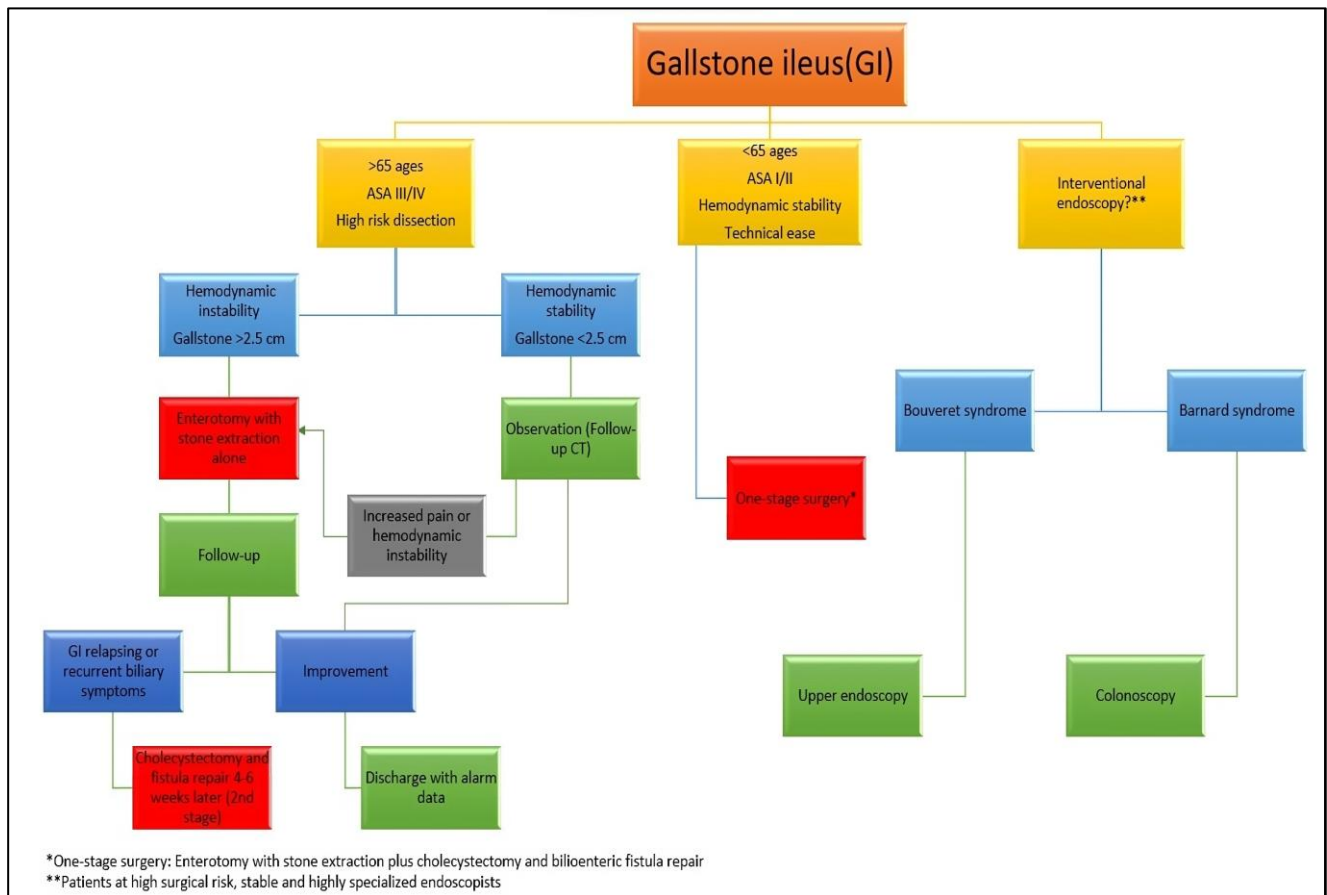 Gallstone ileus(GI)
>65 ages
ASA III/IV
High risk dissection
<65 ages
ASA I/II
Hemodynamic stability
Technical ease
Interventional
endoscopy?**
Hemodynamic
instability
Gallstone >2.5 cm
Hemodynamic
stability
Gallstone <2.5 cm
Bouveret syndrome
Barnard syndrome
Enterotomy with
stone extraction
alone
Observation (Follow-
up CT)
One-stage surgery*
Increased pain or
hemodynamic
instability
Follow-up
GI relapsing or
recurrent biliary
symptoms
Improvement
Upper endoscopy
Colonoscopy
Cholecystectomy and
fistula repair 4-6
weeks later (2nd
stage)
Discharge with alarm
data
*One-stage surgery: Enterotomy with stone extraction plus cholecystectomy and bilioenteric fistula repair
**Patients at high surgical risk, stable and highly specialized endoscopists